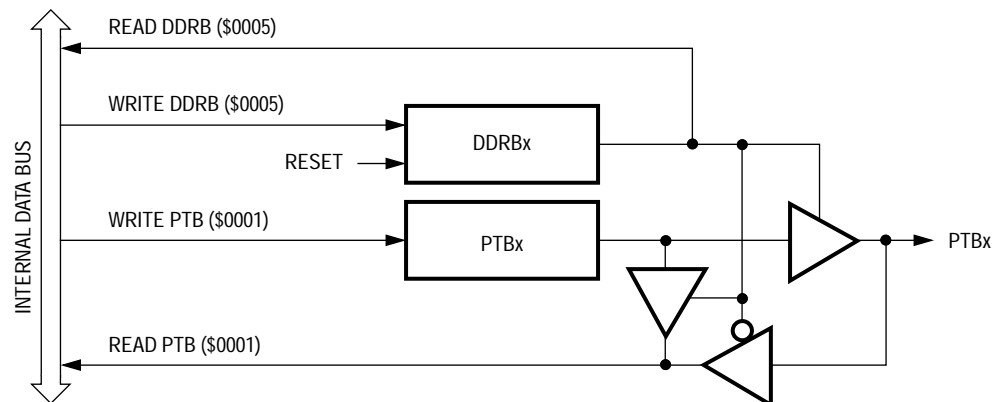 READ DDRB ($0005)
WRITE DDRB ($0005)
DDRBx
RESET
WRITE PTB ($0001)
PTBx
PTBx
READ PTB ($0001)
INTERNAL DATA BUS